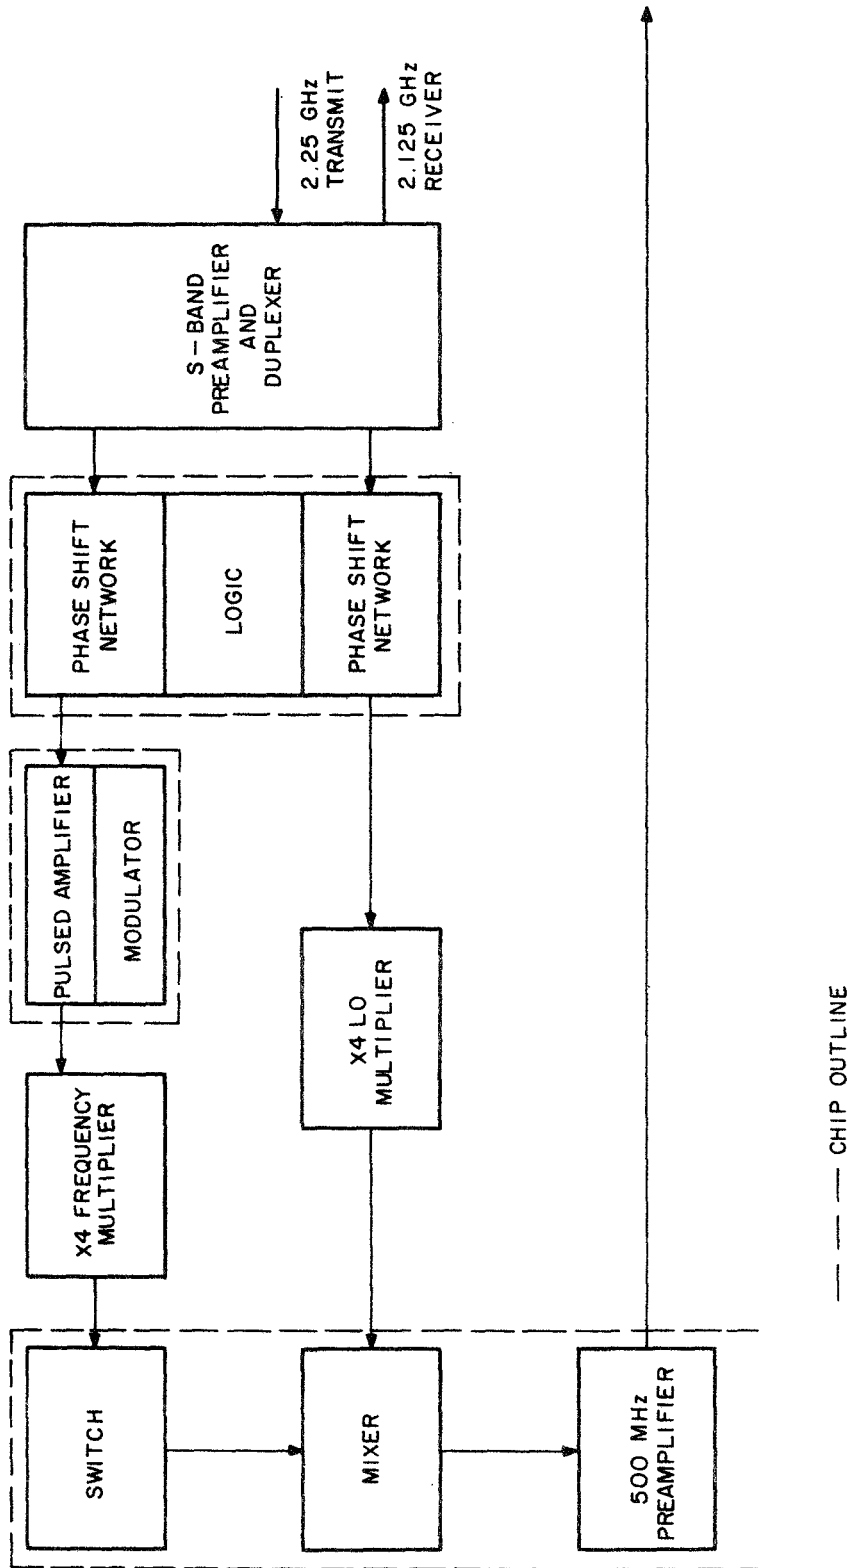 SWITCH
X4 FREQUENCY
MULTIPLIER
PULSED AMPLIFIER
MODULATOR
PHASE SHIFT
NETWORK
LOGIC
PHASE SHIFT
NETWORK
S-BAND
PREAMPLIFIER
AND
DUPLEXER
2.25 GHz
TRANSMIT
2.125 GHz
RECEIVER
MIXER
X4 LO
MULTIPLIER
500 MHz
PREAMPLIFIER
CHIP OUTLINE